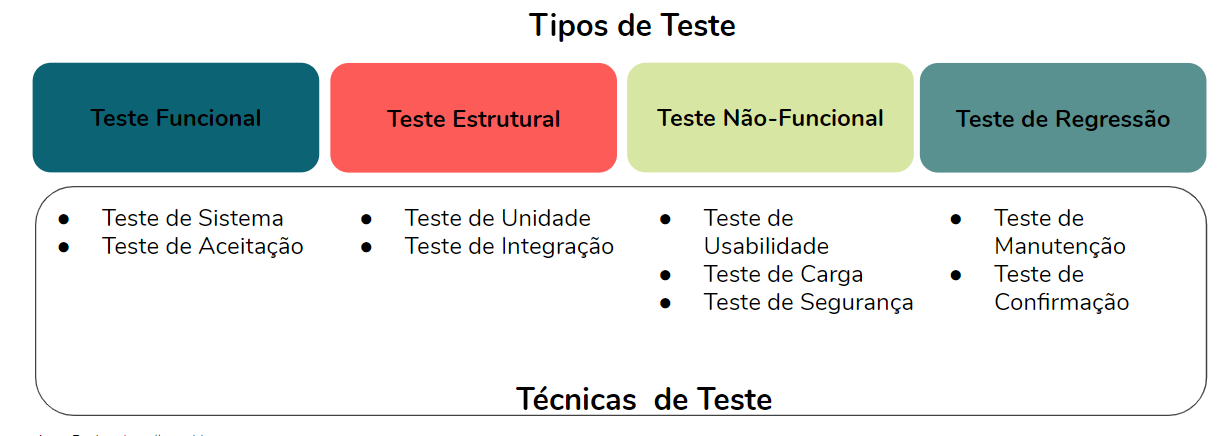 Tipos de Teste
Teste Funcional
Teste Estrutural
Teste Não-Funcional
Teste de Regressão
● Teste de Sistema
● Teste de Aceitação
● Teste de Unidade
● Teste de Integração
● Teste de
Usabilidade
● Teste de Carga
● Teste de Segurança
● Teste de
Manutenção
● Teste de
Confirmação
Técnicas de Teste